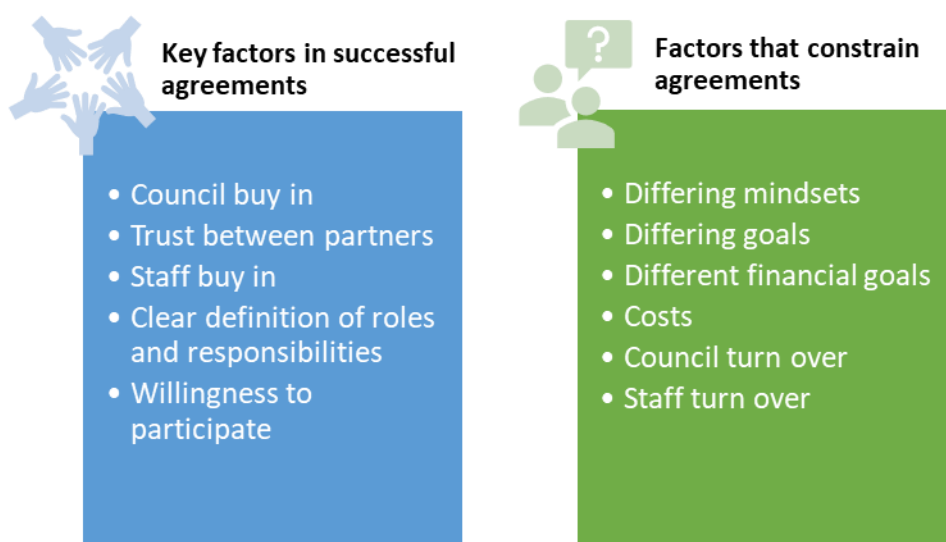 Key factors in successful
agreements
• Council buy in
• Trust between partners
• Staff buy in
• Clear definition of roles
and responsibilities
• Willingness to
participate
?
Factors that constrain
agreements
• Differing mindsets
• Differing goals
• Different financial goals
• Costs
• Council turn over
• Staff turn over